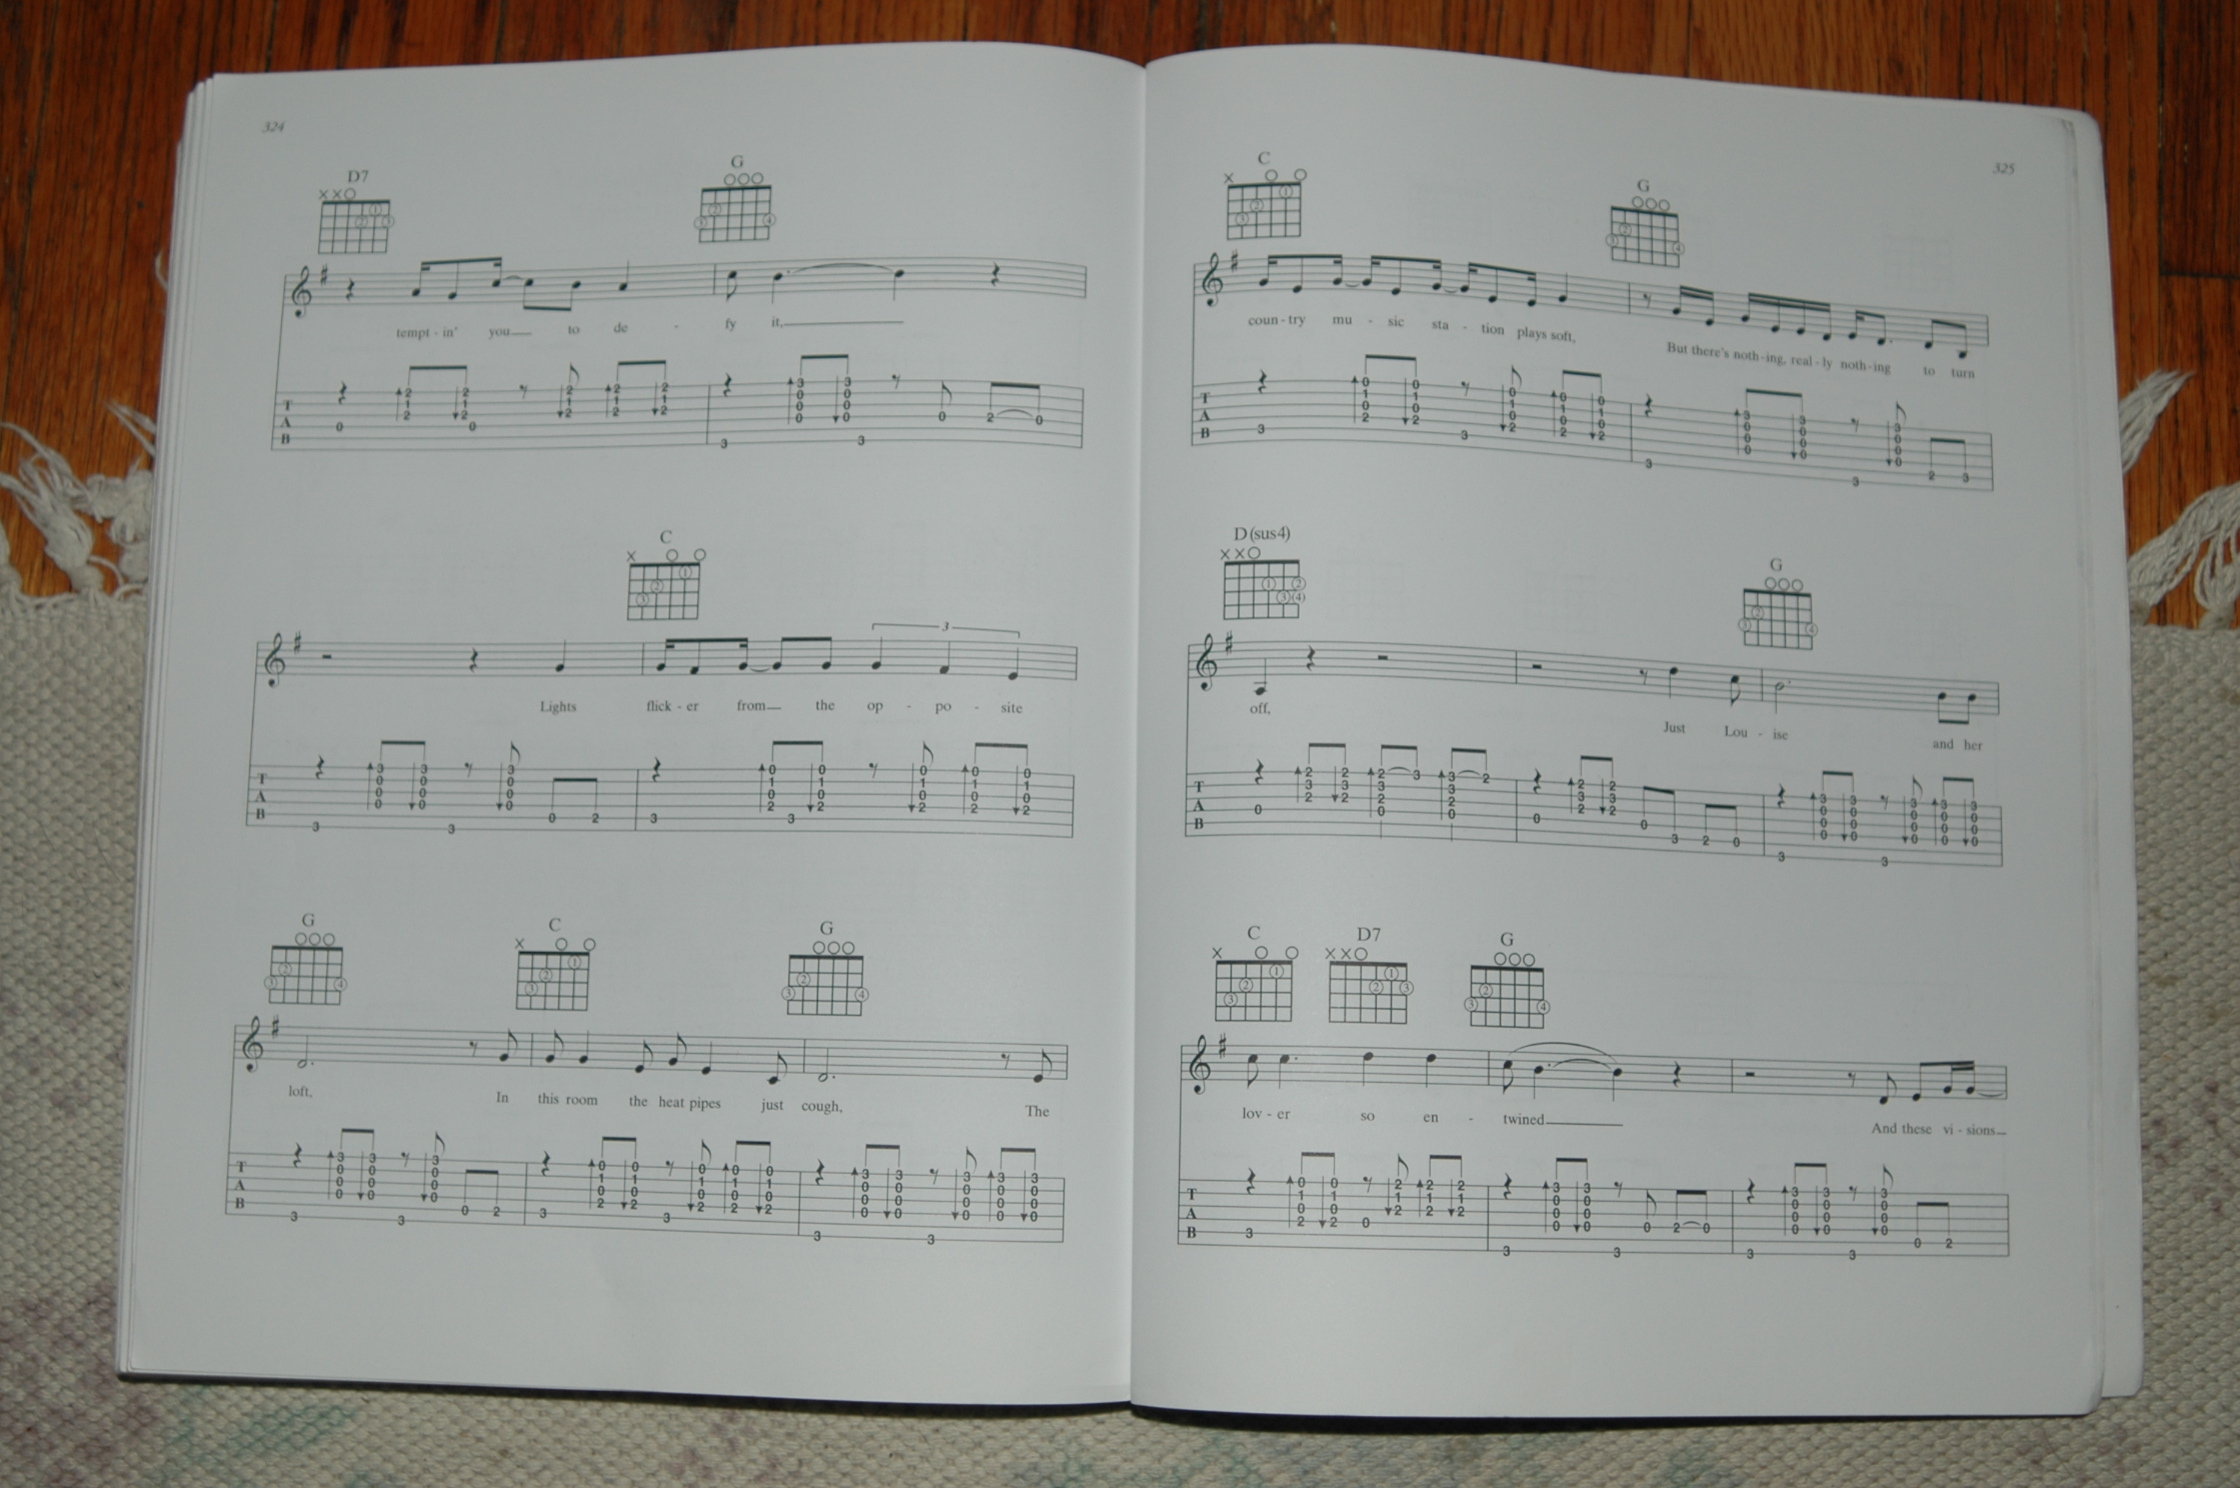 324
D7 G
tempt - in' you to de - fy it,
T
A
B
C
3
Lights flick - er from the op - po - site
T
A
B
G C G
loft, In this room the heat pipes just cough, The
T
A
B
325
C G
coun - try mu - sic sta - tion plays soft, But there's noth - ing, real - ly noth - ing to turn
T
A
B
D(sus4) G
off, Just Lou - ise and her
T
A
B
C D7 G
lov - er so en - twined And these vi - sions
T
A
B